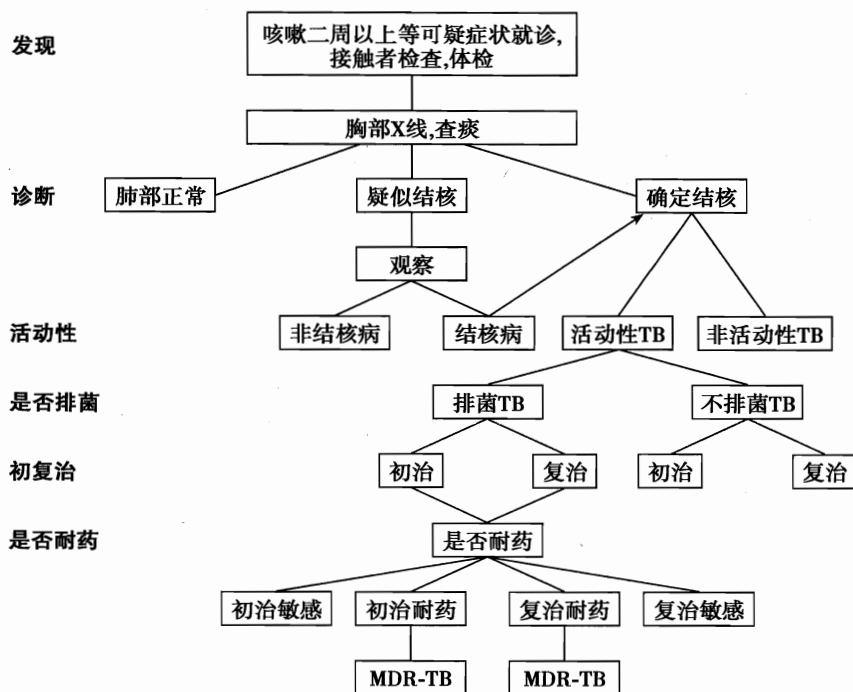 发现
咳嗽二周以上等可疑症状就诊,
接触者检查,体检
胸部X线,查痰
诊断
肺部正常
疑似结核
确定结核
观察
活动性
非结核病
结核病
活动性TB
非活动性TB
是否排菌
排菌TB
不排菌TB
初复治
初治
复治
初治
复治
是否耐药
是否耐药
初治敏感
初治耐药
复治耐药
复治敏感
MDR-TB
MDR-TB